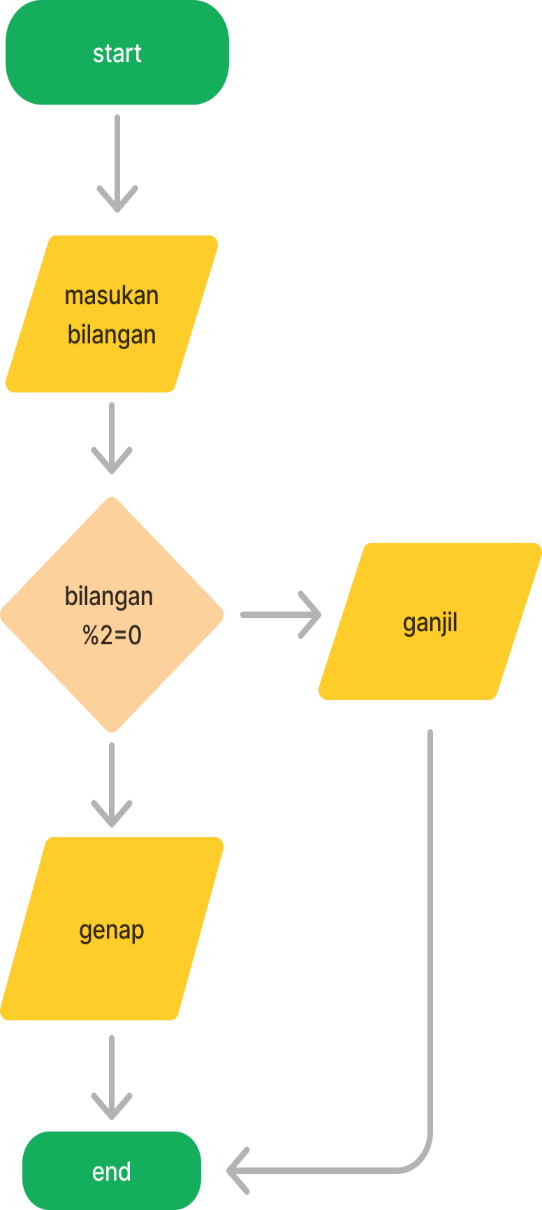 start
masukan
bilangan
bilangan
%2=0
ganjil
genap
end